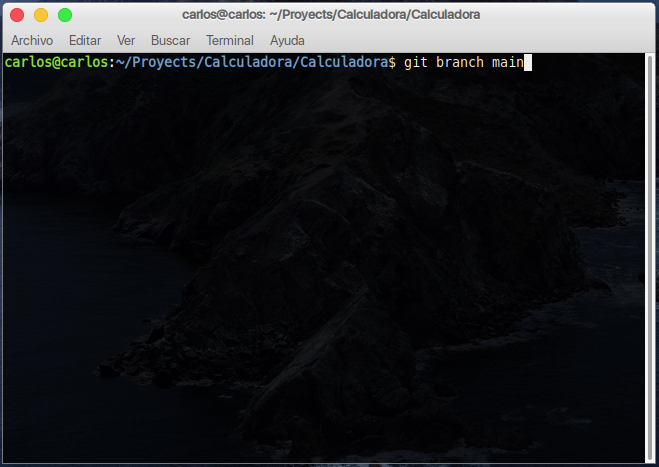 carlos@carlos: ~/Proyects/Calculadora/Calculadora
Archivo Editar Ver Buscar Terminal Ayuda
carlos@carlos:~/Proyects/Calculadora/Calculadora$ git branch main